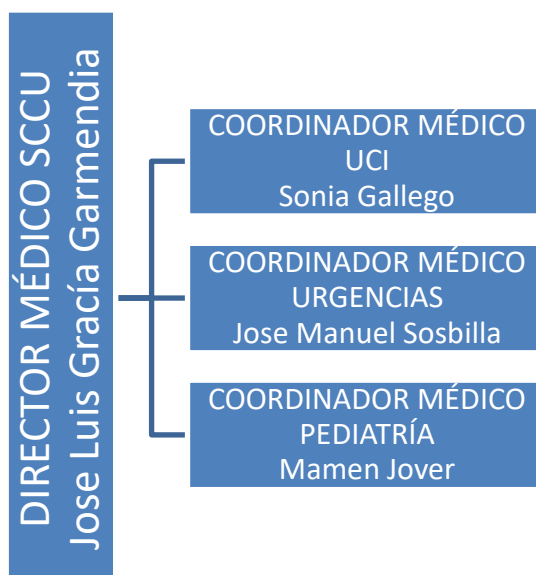 DIRECTOR MÉDICO SCCU
Jose Luis Gracía Garmendia
COORDINADOR MÉDICO
UCI
Sonia Gallego
COORDINADOR MÉDICO
URGENCIAS
Jose Manuel Sosbilla
COORDINADOR MÉDICO
PEDIATRÍA
Mamen Jover